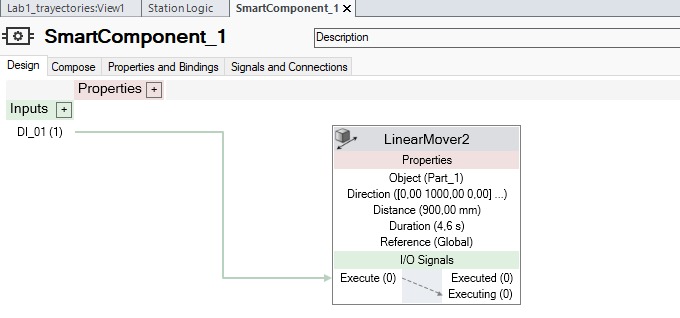 Lab1_trayectories:View1 Station Logic SmartComponent_1 X
SmartComponent_1 Description
Design Compose Properties and Bindings Signals and Connections
Properties +
Inputs +
DI_01 (1)
LinearMover2
Properties
Object (Part_1)
Direction ([0,00 1000,00 0,00] ...)
Distance (900,00 mm)
Duration (4,6 s)
Reference (Global)
I/O Signals
Execute (0) Executed (0)
Executing (0)